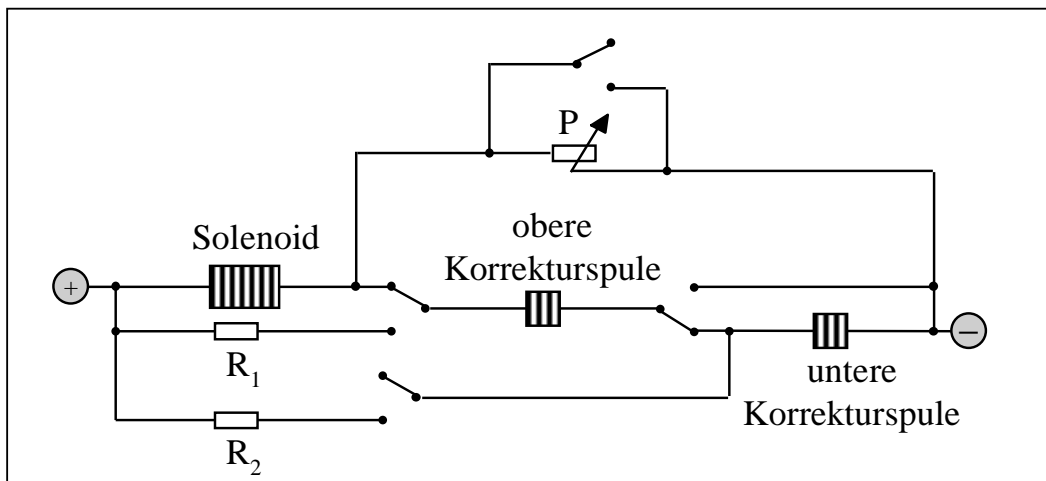 P
obere
Korrekturspule
Solenoid
+
R1
R2
−
untere
Korrekturspule